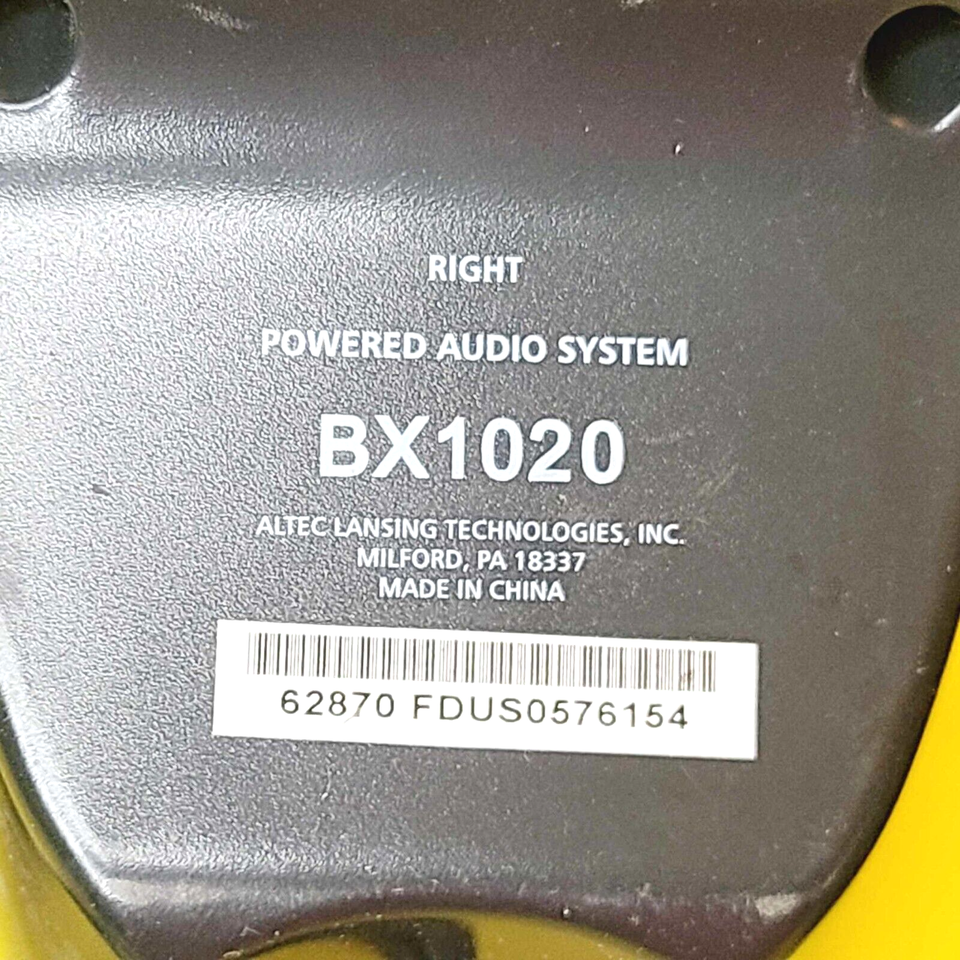 RIGHT
POWERED AUDIO SYSTEM
BX1020
ALTEC LANSING TECHNOLOGIES, INC.
MILFORD, PA 18337
MADE IN CHINA
62870 FDUS0576154